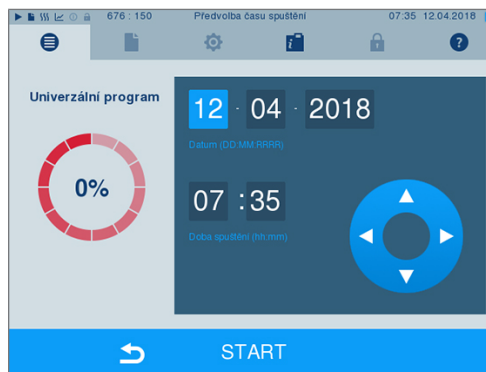 676 : 150 Předvolba času spuštění 07:35 12.04.2018
i ?
Univerzální program
12 . 04 . 2018
Datum (DD.MM.RRRR)
0%
07 : 35
Doba spuštění (hh:mm)
START